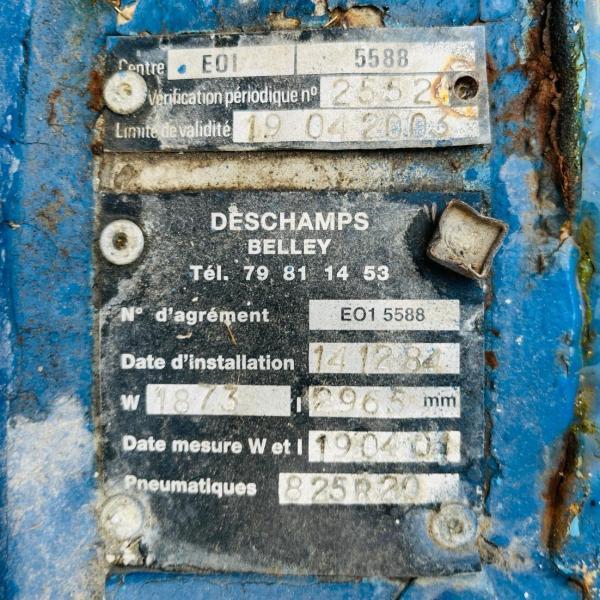 Centre E01 5588
Vérification périodique n° 2552
Limite de validité 19 04 2003
DESCHAMPS
BELLEY
Tél. 79 81 14 53
N° d'agrément E01 5588
Date d'installation 14 12 84
W 1873 l 2965 mm
Date mesure W et l 19 04 01
Pneumatiques 825R20